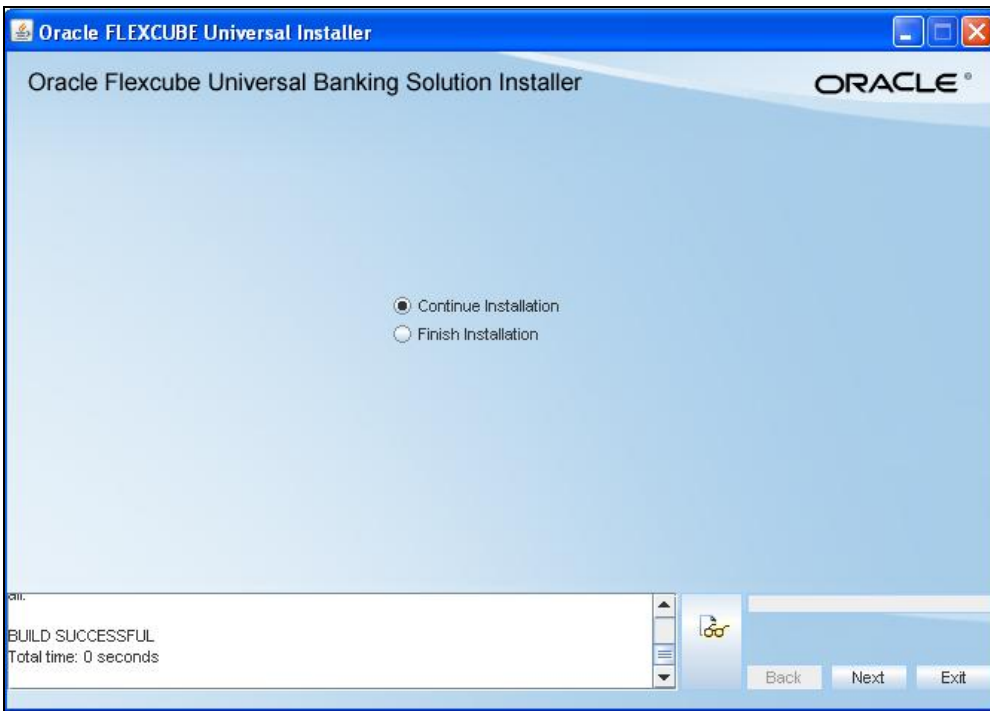 Oracle FLEXCUBE Universal Installer
Oracle Flexcube Universal Banking Solution Installer
ORACLE®
Continue Installation
Finish Installation
BUILD SUCCESSFUL
Total time: 0 seconds
Back Next Exit